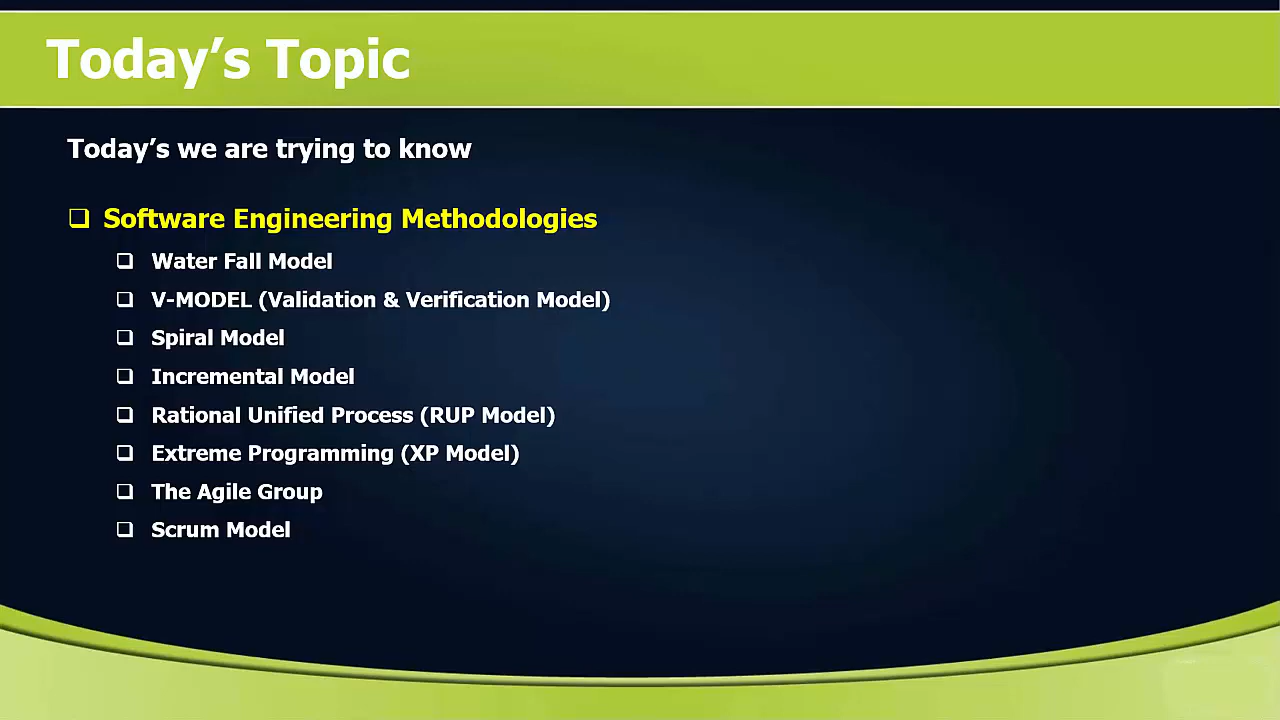 Today’s Topic
Today’s we are trying to know
❑ Software Engineering Methodologies
❑ Water Fall Model
❑ V-MODEL (Validation & Verification Model)
❑ Spiral Model
❑ Incremental Model
❑ Rational Unified Process (RUP Model)
❑ Extreme Programming (XP Model)
❑ The Agile Group
❑ Scrum Model